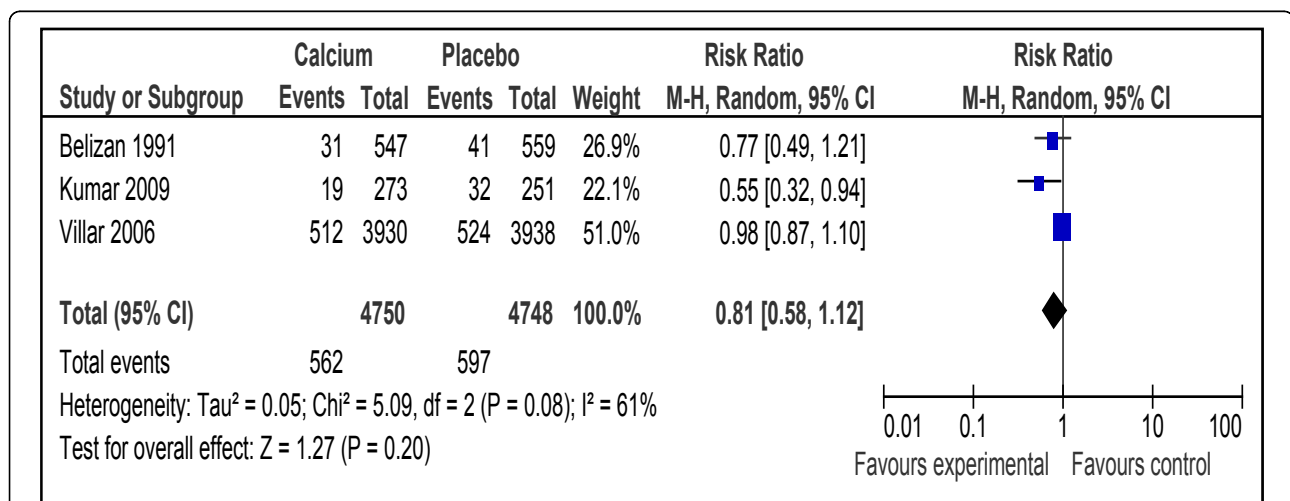 Calcium Placebo Risk Ratio Risk Ratio
Study or Subgroup Events Total Events Total Weight M-H, Random, 95% CI M-H, Random, 95% CI
Belizan 1991 31 547 41 559 26.9% 0.77 [0.49, 1.21]
Kumar 2009 19 273 32 251 22.1% 0.55 [0.32, 0.94]
Villar 2006 512 3930 524 3938 51.0% 0.98 [0.87, 1.10]
Total (95% CI) 4750 4748 100.0% 0.81 [0.58, 1.12]
Total events 562 597
Heterogeneity: Tau² = 0.05; Chi² = 5.09, df = 2 (P = 0.08); I² = 61%
Test for overall effect: Z = 1.27 (P = 0.20)
0.01 0.1 1 10 100
Favours experimental Favours control